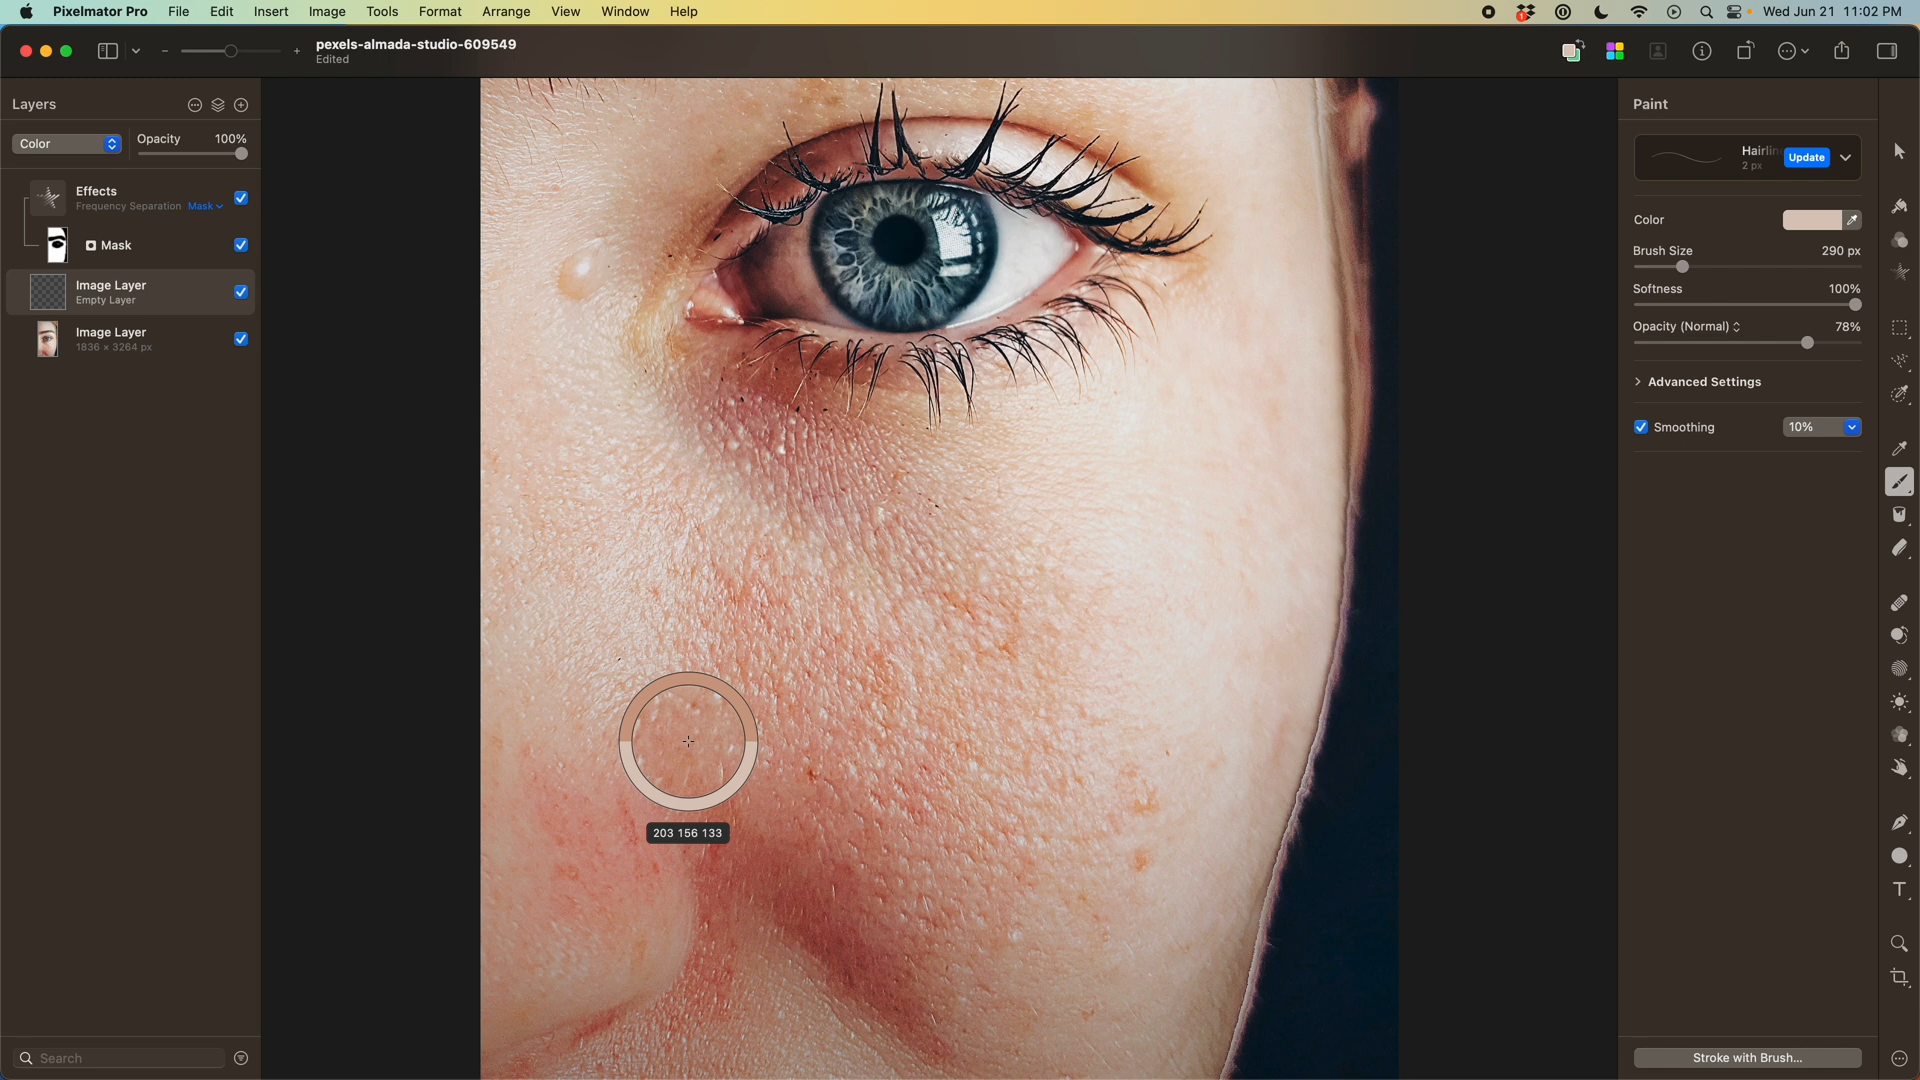 Pixelmator Pro File Edit Insert Image Tools Format Arrange View Window Help
1
Wed Jun 21 11:02 PM
pexels-almada-studio-609549
Edited
Layers
Color
Opacity 100%
Effects
Frequency Separation Mask
Mask
Image Layer
Empty Layer
Image Layer
1836 × 3264 px
Search
203 156 133
Paint
Hairlin
2 px
Update
Color
Brush Size 290 px
Softness 100%
Opacity (Normal) 78%
Advanced Settings
Smoothing 10%
Stroke with Brush...